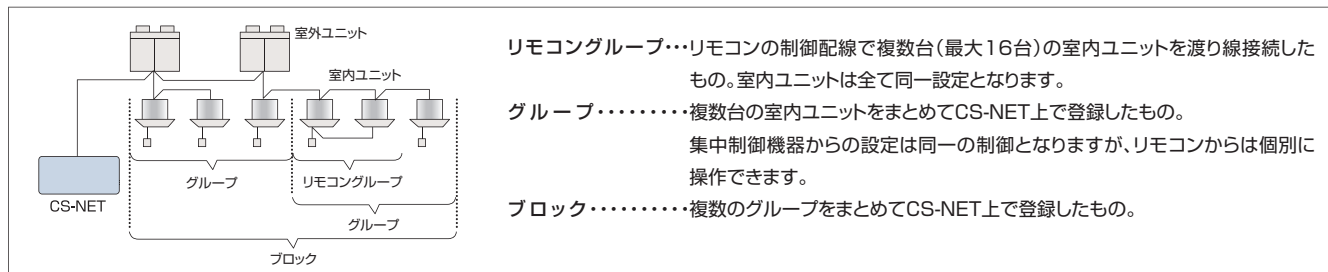 室外ユニット
室内ユニット
グループ
リモコングループ
CS-NET
グループ
ブロック
リモコングループ・・・リモコンの制御配線で複数台(最大16台)の室内ユニットを渡り線接続した
もの。室内ユニットは全て同一設定となります。
グループ・・・・・・・・・複数台の室内ユニットをまとめてCS-NET上で登録したもの。
集中制御機器からの設定は同一の制御となりますが、リモコンからは個別に
操作できます。
ブロック・・・・・・・・・・複数のグループをまとめてCS-NET上で登録したもの。